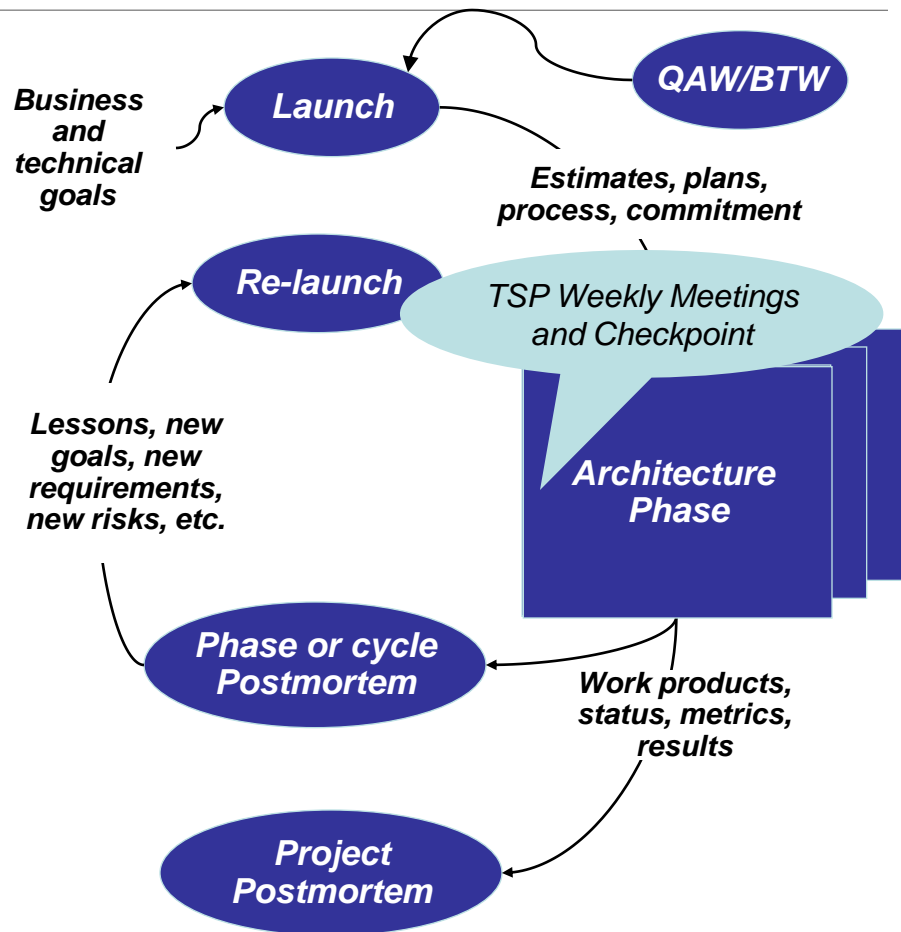 QAW/BTW
Launch
Business
and
technical
goals
Estimates, plans,
process, commitment
Re-launch
TSP Weekly Meetings
and Checkpoint
Lessons, new
goals, new
requirements,
new risks, etc.
Architecture
Phase
Phase or cycle
Postmortem
Work products,
status, metrics,
results
Project
Postmortem